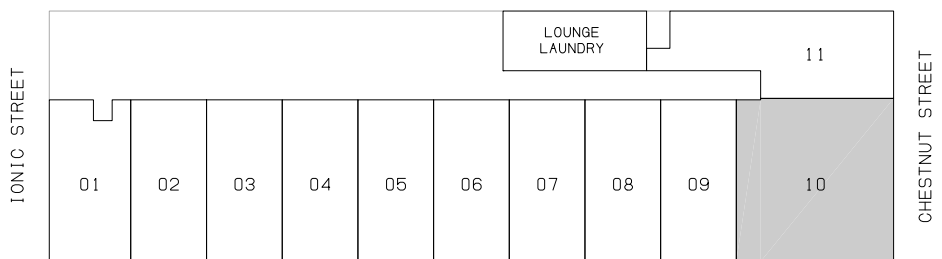 LOUNGE
LAUNDRY
11
IONIC STREET
CHESTNUT STREET
01 02 03 04 05 06 07 08 09 10